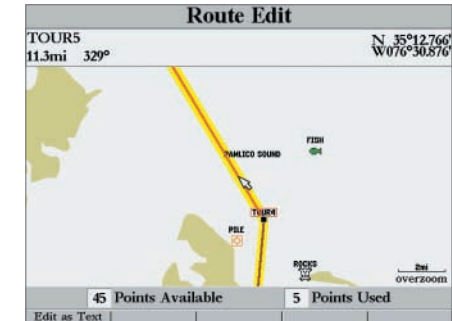 Route Edit
TOUR5
11.3mi 329°
N 35°12.766'
W076°30.876'
FISH
PAMLICO SOUND
TOUR4
PILE
ROCKS
2mi
overzoom
45 Points Available
5 Points Used
Edit as Text